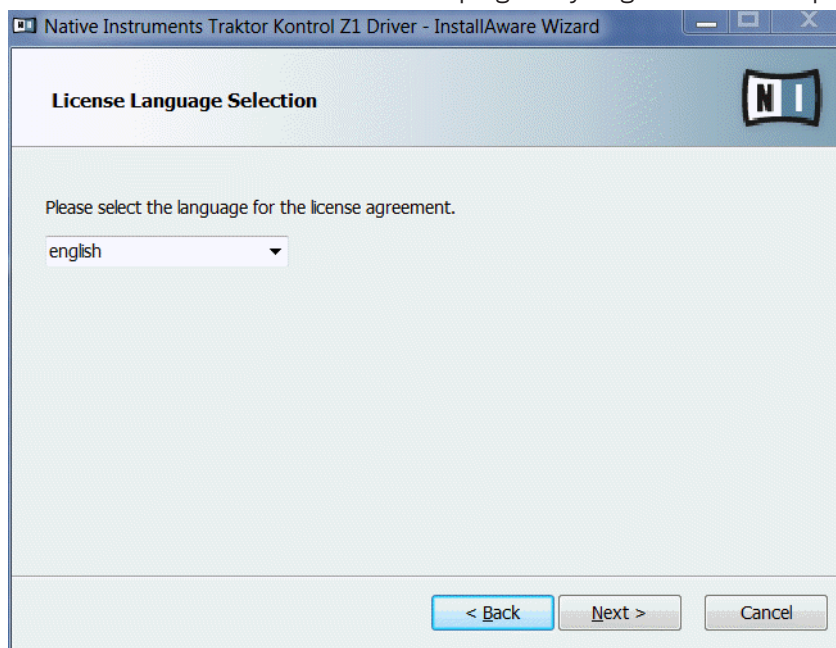 Native Instruments Traktor Kontrol Z1 Driver - InstallAware Wizard
License Language Selection
N I
Please select the language for the license agreement.
english
< Back Next > Cancel